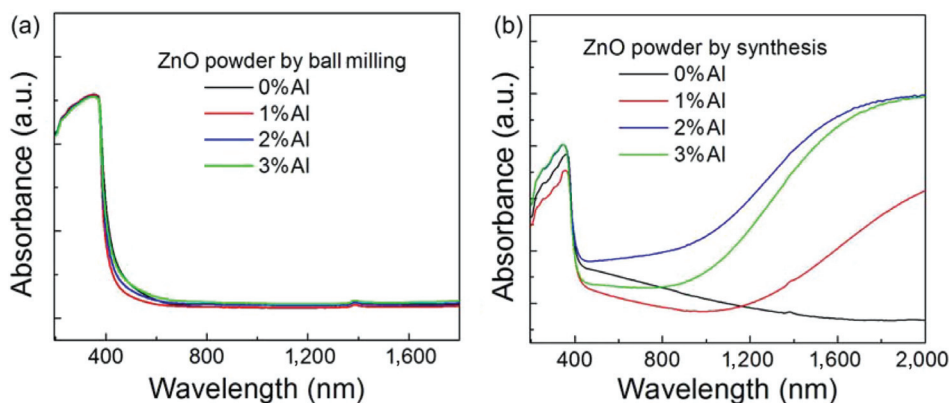 (a)
ZnO powder by ball milling
0%Al
1%Al
2%Al
3%Al
Absorbance (a.u.)
400
800
1,200
1,600
Wavelength (nm)
(b)
ZnO powder by synthesis
0%Al
1%Al
2%Al
3%Al
Absorbance (a.u.)
400
800
1,200
1,600
2,000
Wavelength (nm)